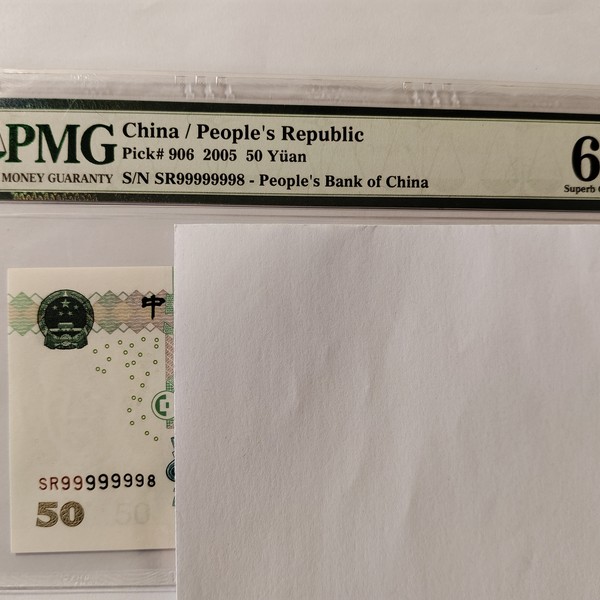 PMG
MONEY GUARANTY
China / People's Republic
Pick# 906 2005 50 Yüan
S/N SR99999998 - People's Bank of China
6
Superb
中
SR99999998
50
50